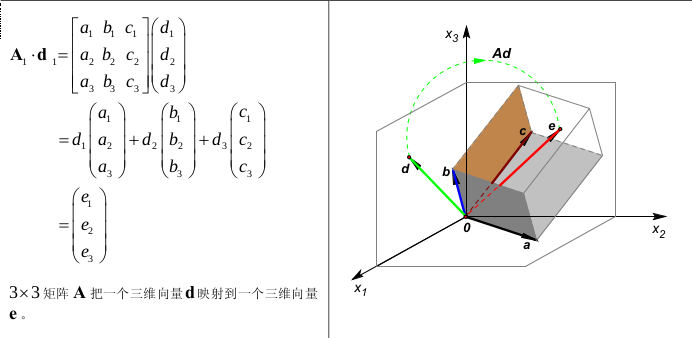 A₁ · d ₁ = [a₁ b₁ c₁; a₂ b₂ c₂; a₃ b₃ c₃] (d₁; d₂; d₃)
= d₁ (a₁; a₂; a₃) + d₂ (b₁; b₂; b₃) + d₃ (c₁; c₂; c₃)
= (e₁; e₂; e₃)
3×3矩阵 A 把一个三维向量 d 映射到一个三维向量
e 。
x₃
Ad
c
e
d
b
0
a
x₂
x₁